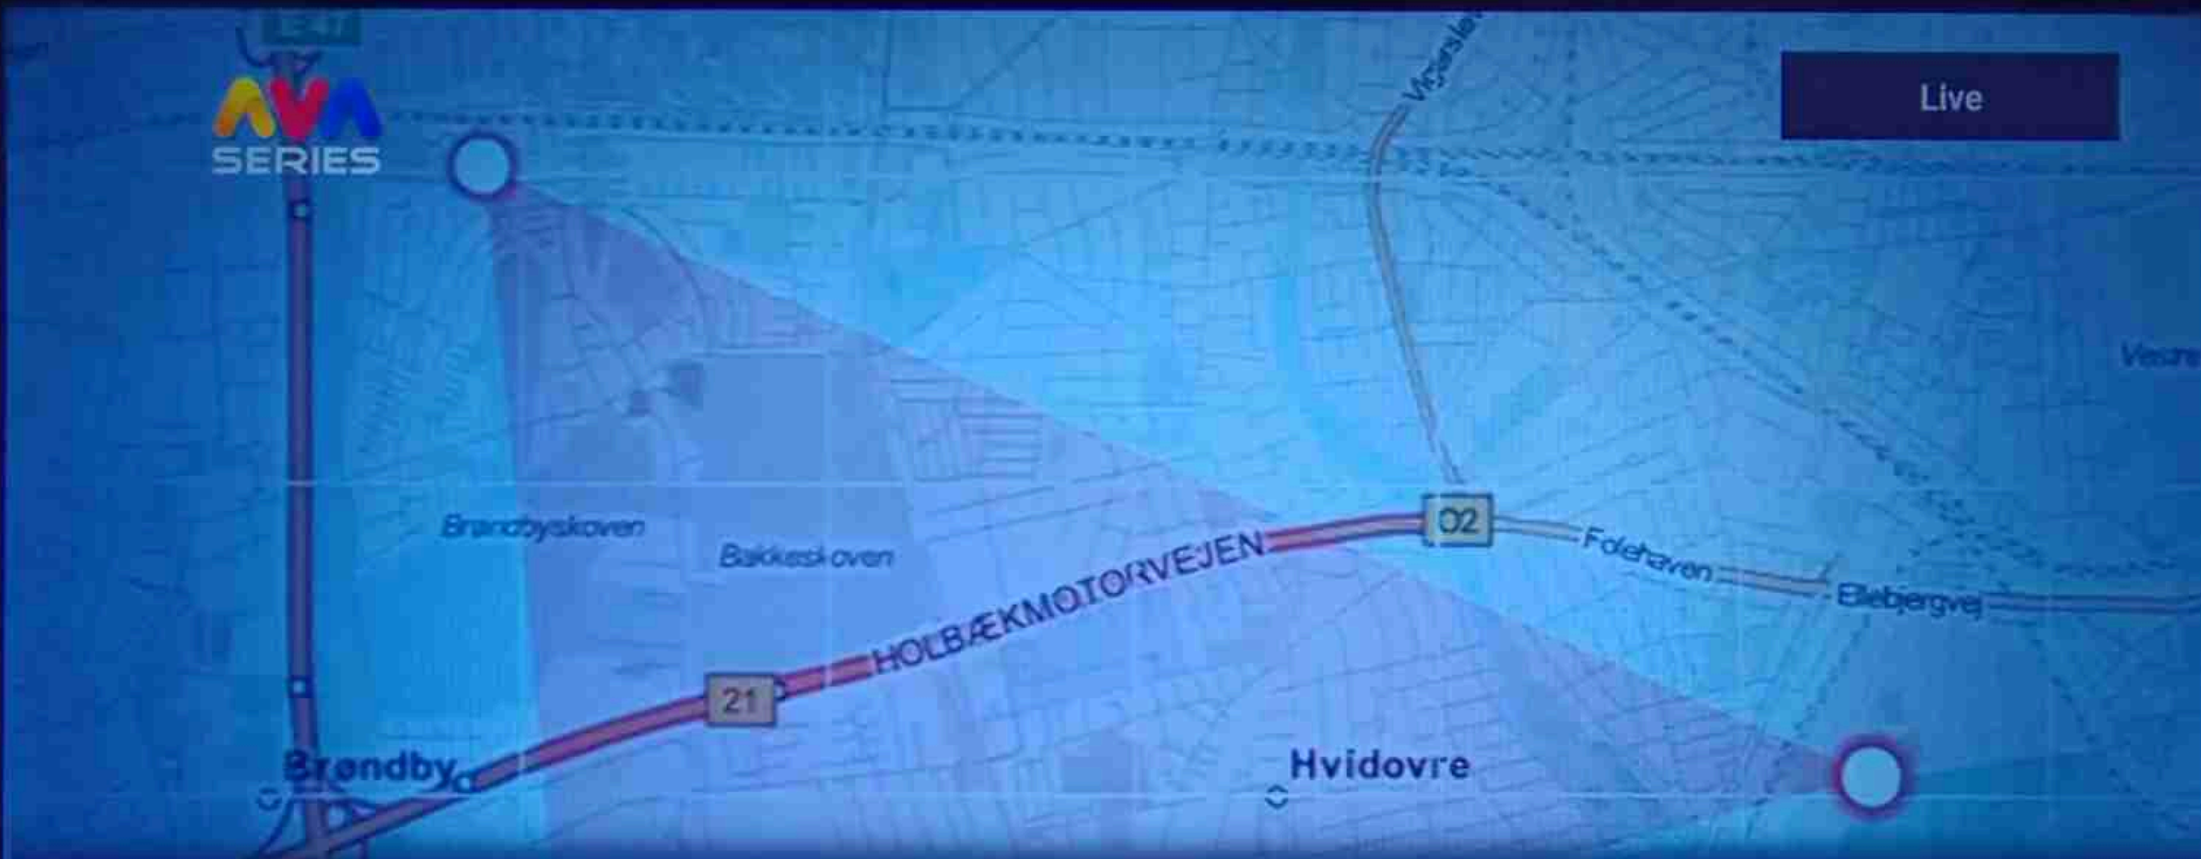 AVA
SERIES
Live
Brøndbyskoven
Bakkeskoven
HOLBÆKMOTORVEJEN
O2
Folehaven
Ellebjergvej
21
Brøndby
Hvidovre